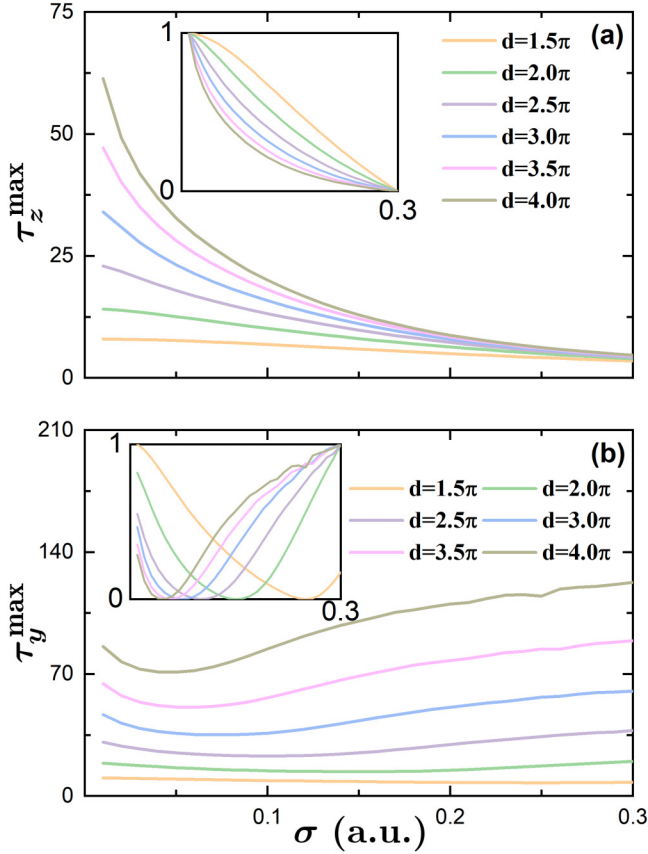 75
(a)
1
d=1.5π
d=2.0π
d=2.5π
50
d=3.0π
d=3.5π
d=4.0π
0
0.3
τ_z^max
25
0
210
(b)
1
d=1.5π d=2.0π
d=2.5π d=3.0π
d=3.5π d=4.0π
140
0
0.3
τ_y^max
70
0
0.1 0.2 0.3
σ (a.u.)